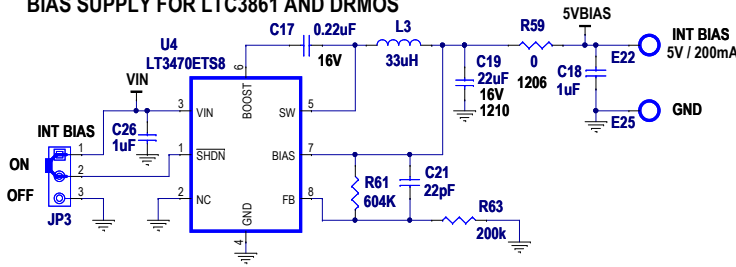 BIAS SUPPLY FOR LTC3861 AND DRMOS
U4
LT3470ETS8
C17
0.22uF
16V
L3
33uH
R59
0
1206
5VBIAS
INT BIAS
5V / 200mA
E22
C19
22uF
16V
1210
C18
1uF
GND
E25
VIN
C26
1uF
INT BIAS
ON
OFF
JP3
1
2
3
3
VIN
1
SHDN
2
NC
6
BOOST
5
SW
7
BIAS
8
FB
GND
4
R61
604K
C21
22pF
R63
200k